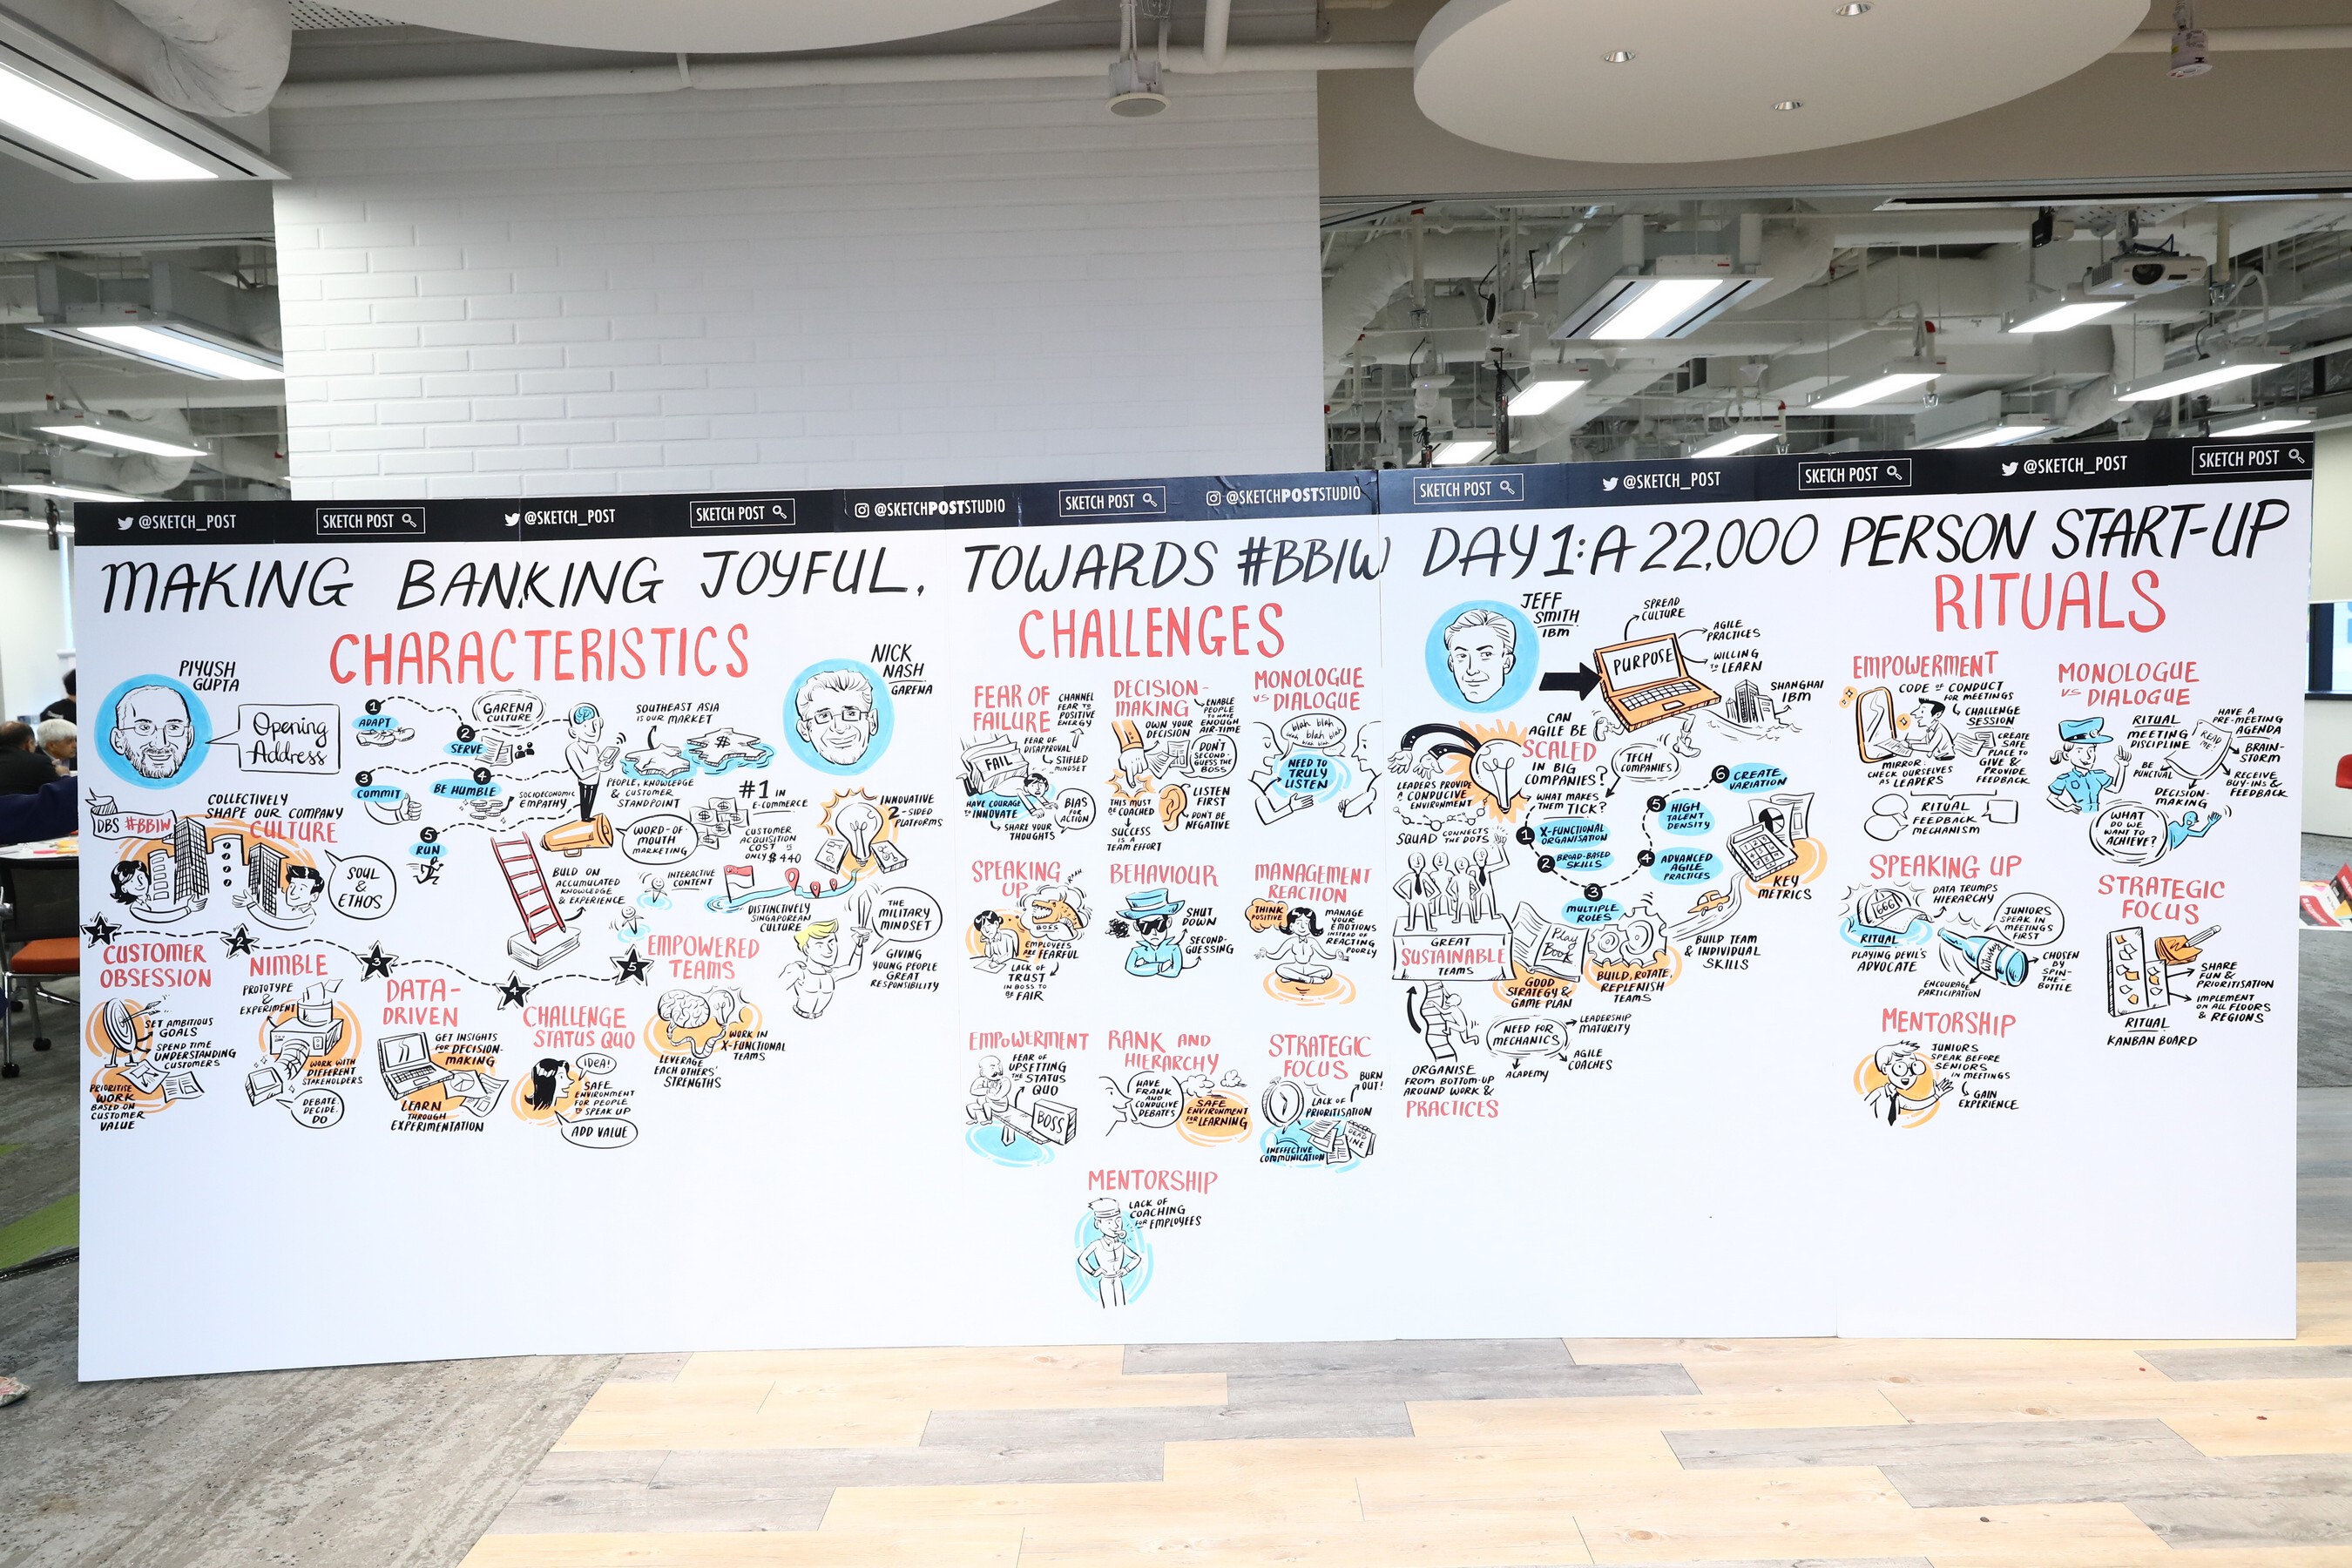 @SKETCH_POST
SKETCH POST
@SKETCH_POST
SKETCH POST
@SKETCHPOSTSTUDIO
SKETCH POST
@SKETCHPOSTSTUDIO
SKETCH POST
@SKETCH_POST
SKETCH POST
@SKETCH_POST
SKETCH POST
MAKING BANKING JOYFUL, TOWARDS #BBIW DAY 1: A 22,000 PERSON START-UP
CHARACTERISTICS
PIYUSH
GUPTA
Opening
Address
DBS #BBIW
COLLECTIVELY
SHAPE OUR COMPANY
CULTURE
SOUL
&
ETHOS
1
ADAPT
2
SERVE
3
COMMIT
4
BE HUMBLE
5
RUN
GARENA
CULTURE
SOCIOECONOMIC
EMPATHY
SOUTHEAST ASIA
IS OUR MARKET
PEOPLE, KNOWLEDGE
& CUSTOMER
STANDPOINT
NICK
NASH
GARENA
#1 IN
E-COMMERCE
WORD-OF-
MOUTH
MARKETING
CUSTOMER
ACQUISITION
COST IS
ONLY $440
INNOVATIVE
2-SIDED
PLATFORMS
BUILD ON
ACCUMULATED
KNOWLEDGE
& EXPERIENCE
INTERACTIVE
CONTENT
DISTINCTIVELY
SINGAPOREAN
CULTURE
THE
MILITARY
MINDSET
GIVING
YOUNG PEOPLE
GREAT
RESPONSIBILITY
1
CUSTOMER
OBSESSION
SET AMBITIOUS
GOALS
SPEND TIME
UNDERSTANDING
CUSTOMERS
PRIORITISE
WORK
BASED ON
CUSTOMER
VALUE
2
NIMBLE
PROTOTYPE
&
EXPERIMENT
WORK WITH
DIFFERENT
STAKEHOLDERS
DEBATE,
DECIDE,
DO
3
DATA-
DRIVEN
GET INSIGHTS
FOR DECISION-
MAKING
LEARN
THROUGH
EXPERIMENTATION
4
CHALLENGE
STATUS QUO
IDEA!
SAFE
ENVIRONMENT
FOR PEOPLE
TO SPEAK UP
ADD VALUE
5
EMPOWERED
TEAMS
WORK IN
X-FUNCTIONAL
TEAMS
LEVERAGE
EACH OTHERS'
STRENGTHS
CHALLENGES
FEAR OF
FAILURE
CHANNEL
FEAR TO
POSITIVE
ENERGY
FEAR OF
DISAPPROVAL
STIFLED
MINDSET
FAIL
HAVE COURAGE
TO INNOVATE
BIAS
FOR
ACTION
SHARE YOUR
THOUGHTS
DECISION-
MAKING
ENABLE
PEOPLE
TO HAVE
ENOUGH
AIR-TIME
OWN YOUR
DECISION
DON'T
SECOND-
GUESS THE
BOSS
THIS MUST
BE COACHED
SUCCESS
IS A
TEAM EFFORT
LISTEN
FIRST
DON'T BE
NEGATIVE
MONOLOGUE
VS DIALOGUE
blah blah
blah blah
blah blah
NEED TO
TRULY
LISTEN
SPEAKING
UP
BOSS
EMPLOYEES
ARE FEARFUL
LACK OF
TRUST
IN BOSS TO
BE FAIR
BEHAVIOUR
SHUT
DOWN
SECOND-
GUESSING
MANAGEMENT
REACTION
THINK
POSITIVE
MANAGE
YOUR
EMOTIONS
INSTEAD OF
REACTING
POORLY
EMPOWERMENT
FEAR OF
UPSETTING
THE STATUS
QUO
BOSS
RANK AND
HIERARCHY
HAVE
FRANK
AND
CONDUCIVE
DEBATES
SAFE
ENVIRONMENT
FOR LEARNING
STRATEGIC
FOCUS
BURN
OUT!
LACK OF
PRIORITISATION
INEFFECTIVE
COMMUNICATION
MENTORSHIP
LACK OF
COACHING
FOR EMPLOYEES
JEFF
SMITH
IBM
SPREAD
CULTURE
AGILE
PRACTICES
WILLING
TO LEARN
PURPOSE
SHANGHAI
IBM
CAN
AGILE BE
SCALED
IN BIG
COMPANIES?
TECH
COMPANIES
WHAT MAKES
THEM TICK?
LEADERS PROVIDE
A CONDUCIVE
ENVIRONMENT
SQUAD CONNECTS
THE DOTS
1
X-FUNCTIONAL
ORGANISATION
2
BROAD-BASED
SKILLS
3
MULTIPLE
ROLES
4
ADVANCED
AGILE
PRACTICES
5
HIGH
TALENT
DENSITY
6
CREATE
VARIATION
KEY
METRICS
GREAT
SUSTAINABLE
TEAMS
Play
Book
GOOD
STRATEGY &
GAME PLAN
BUILD, ROTATE,
REPLENISH
TEAMS
BUILD TEAM
& INDIVIDUAL
SKILLS
NEED FOR
MECHANICS
LEADERSHIP
MATURITY
AGILE
COACHES
ACADEMY
ORGANISE
FROM BOTTOM-UP
AROUND WORK &
PRACTICES
RITUALS
EMPOWERMENT
CODE OF CONDUCT
FOR MEETINGS
CHALLENGE
SESSION
CREATE
SAFE
PLACE TO
GIVE &
PROVIDE
FEEDBACK
MIRROR:
CHECK OURSELVES
AS LEADERS
RITUAL
FEEDBACK
MECHANISM
MONOLOGUE
VS DIALOGUE
RITUAL
MEETING
DISCIPLINE
BE
PUNCTUAL
READ
ME!
HAVE A
PRE-MEETING
AGENDA
BRAIN-
STORM
RECEIVE
BUY-INS &
FEEDBACK
DECISION-
MAKING
WHAT
DO WE
WANT TO
ACHIEVE?
SPEAKING UP
DATA TRUMPS
HIERARCHY
RITUAL
PLAYING DEVIL'S
ADVOCATE
JUNIORS
SPEAK IN
MEETINGS
FIRST
Whisky
ENCOURAGE
PARTICIPATION
CHOSEN
BY
SPIN-
THE-
BOTTLE
STRATEGIC
FOCUS
SHARE
FUN &
PRIORITISATION
IMPLEMENT
ON ALL FLOORS
& REGIONS
RITUAL
KANBAN BOARD
MENTORSHIP
JUNIORS
SPEAK BEFORE
SENIORS
IN MEETINGS
GAIN
EXPERIENCE